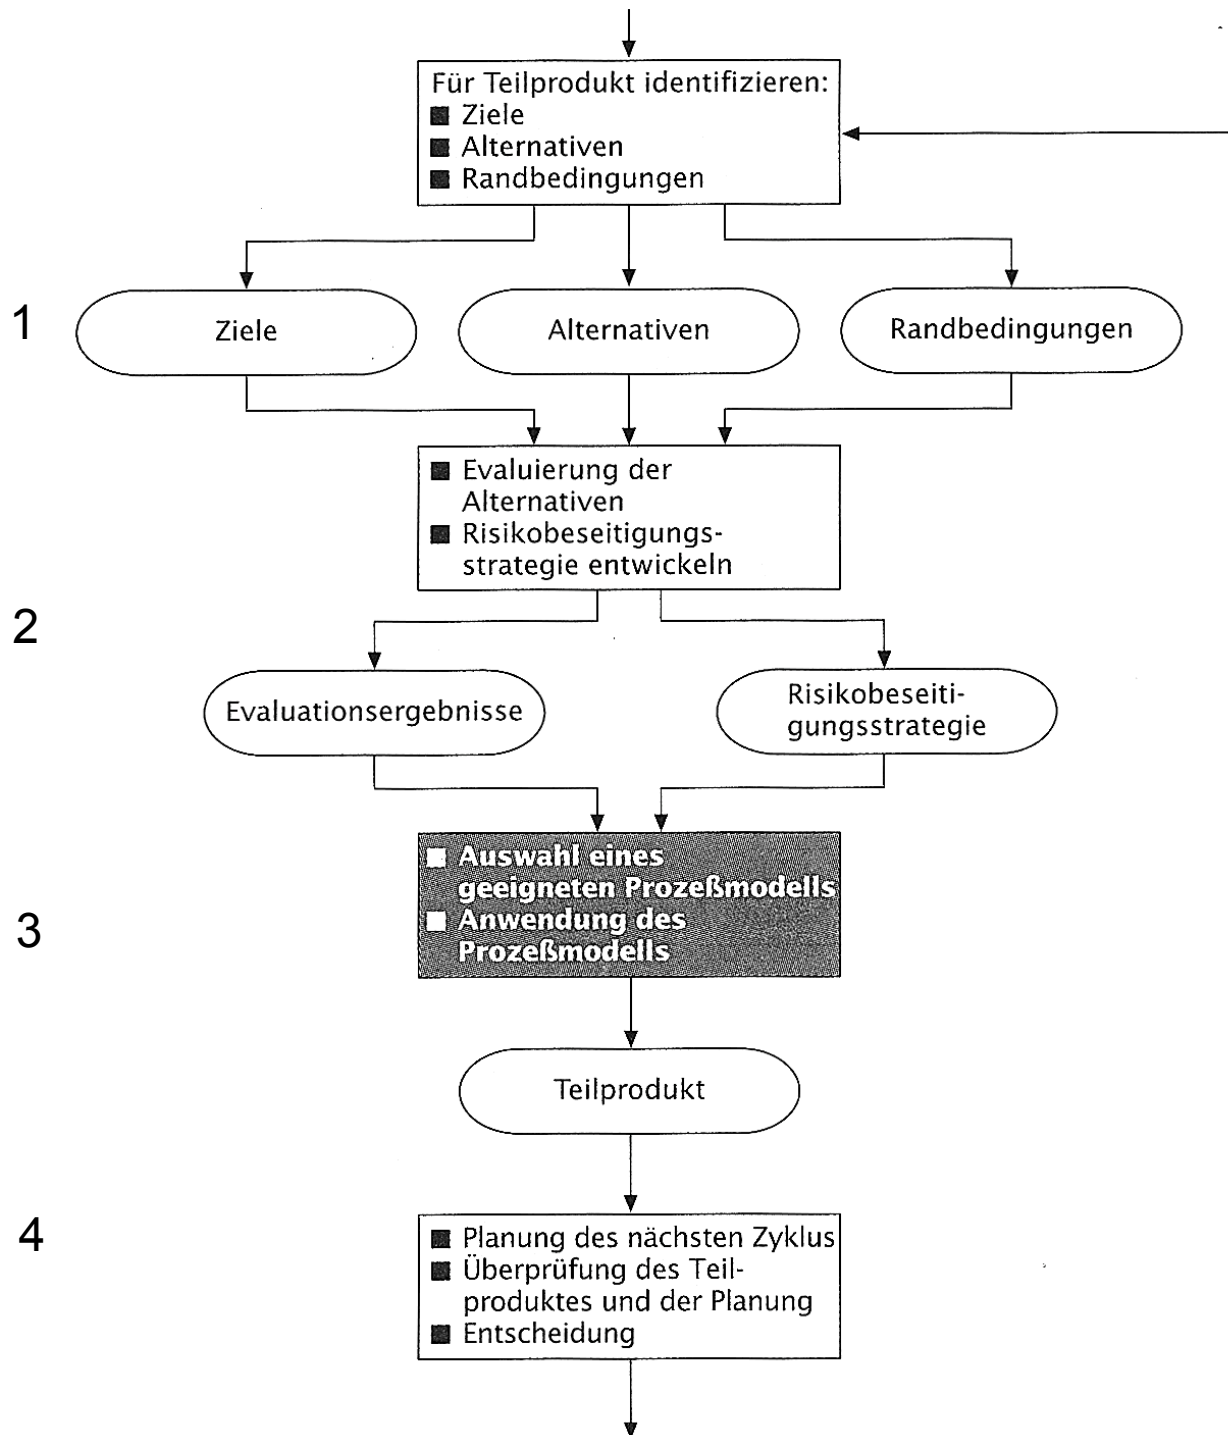 Für Teilprodukt identifizieren:
■ Ziele
■ Alternativen
■ Randbedingungen
1
Ziele
Alternativen
Randbedingungen
■ Evaluierung der
Alternativen
■ Risikobeseitigungs-
strategie entwickeln
2
Evaluationsergebnisse
Risikobeseiti-
gungsstrategie
■ Auswahl eines
geeigneten Prozeßmodells
■ Anwendung des
Prozeßmodells
3
Teilprodukt
4
■ Planung des nächsten Zyklus
■ Überprüfung des Teil-
produktes und der Planung
■ Entscheidung